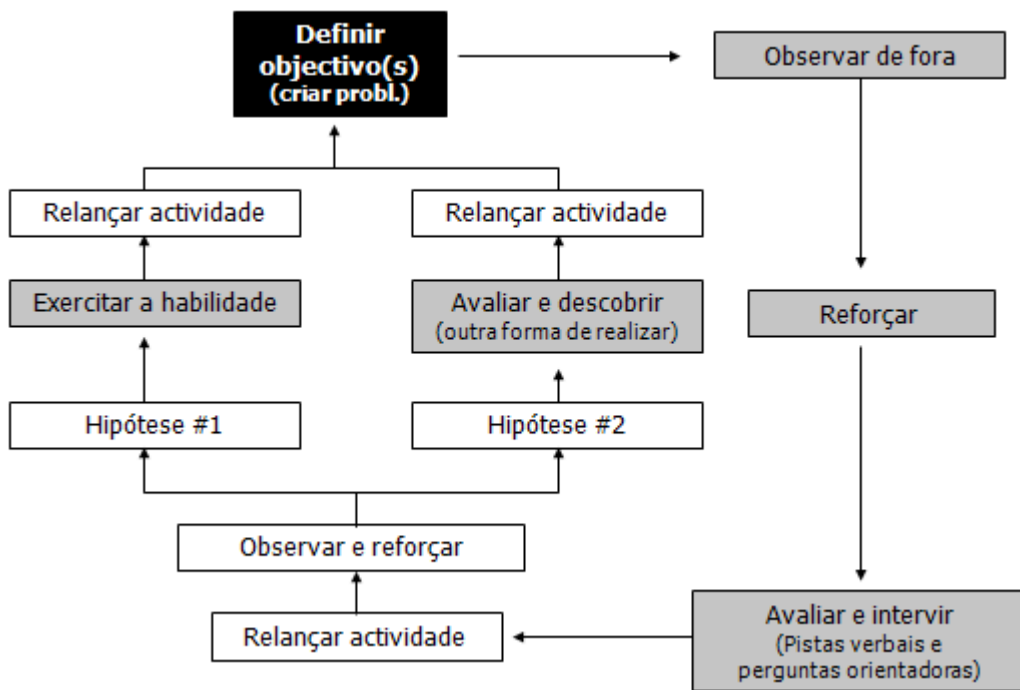 Definir
objectivo(s)
(criar probl.)
Observar de fora
Relançar actividade
Relançar actividade
Exercitar a habilidade
Avaliar e descobrir
(outra forma de realizar)
Reforçar
Hipótese #1
Hipótese #2
Observar e reforçar
Relançar actividade
Avaliar e intervir
(Pistas verbais e
perguntas orientadoras)